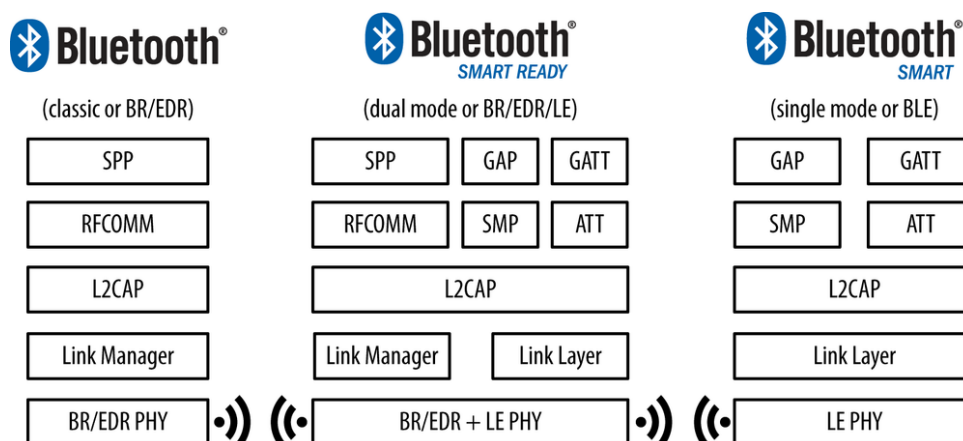 Bluetooth®
(classic or BR/EDR)
SPP
RFCOMM
L2CAP
Link Manager
BR/EDR PHY
Bluetooth®
SMART READY
(dual mode or BR/EDR/LE)
SPP GAP GATT
RFCOMM SMP ATT
L2CAP
Link Manager Link Layer
BR/EDR + LE PHY
Bluetooth®
SMART
(single mode or BLE)
GAP GATT
SMP ATT
L2CAP
Link Layer
LE PHY